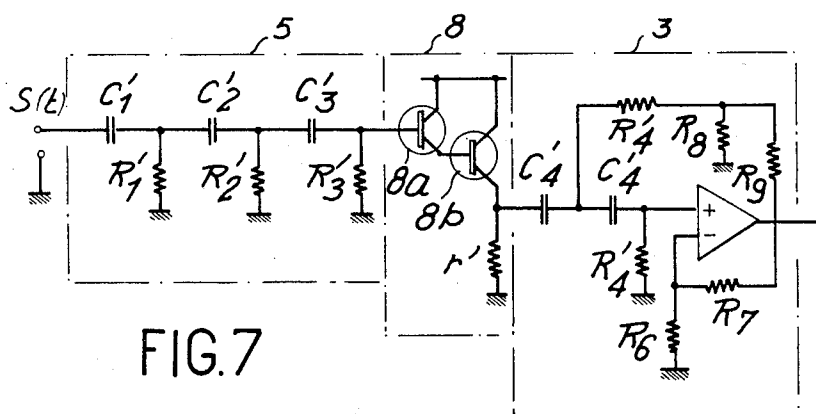 5 8 3
S(t) C'1 C'2 C'3
R'1 R'2 R'3
8a 8b r'
C'4 C'4 R'4 R8 R9
R'4 + −
R6 R7
FIG.7